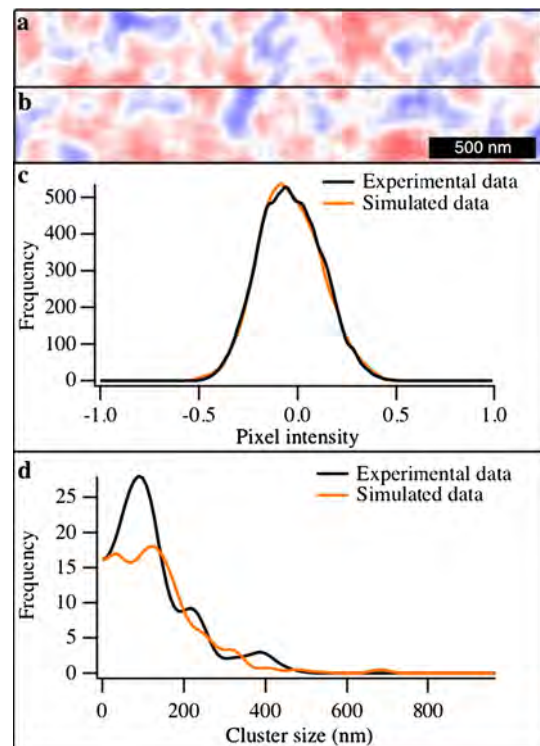 a
b
500 nm
c
Experimental data
Simulated data
500
400
300
200
100
0
Frequency
-1.0 -0.5 0.0 0.5 1.0
Pixel intensity
d
Experimental data
Simulated data
25
20
15
10
5
0
Frequency
0 200 400 600 800
Cluster size (nm)